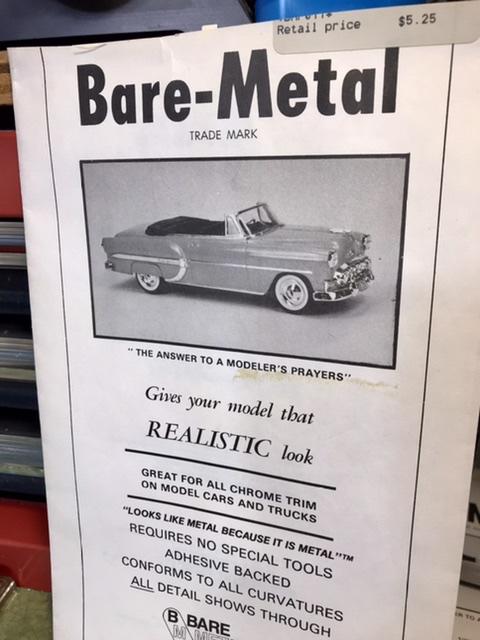 Retail price $5.25
Bare-Metal
TRADE MARK
" THE ANSWER TO A MODELER'S PRAYERS"
Gives your model that
REALISTIC look
GREAT FOR ALL CHROME TRIM
ON MODEL CARS AND TRUCKS
"LOOKS LIKE METAL BECAUSE IT IS METAL"™
REQUIRES NO SPECIAL TOOLS
ADHESIVE BACKED
CONFORMS TO ALL CURVATURES
ALL DETAIL SHOWS THROUGH
B BARE
M